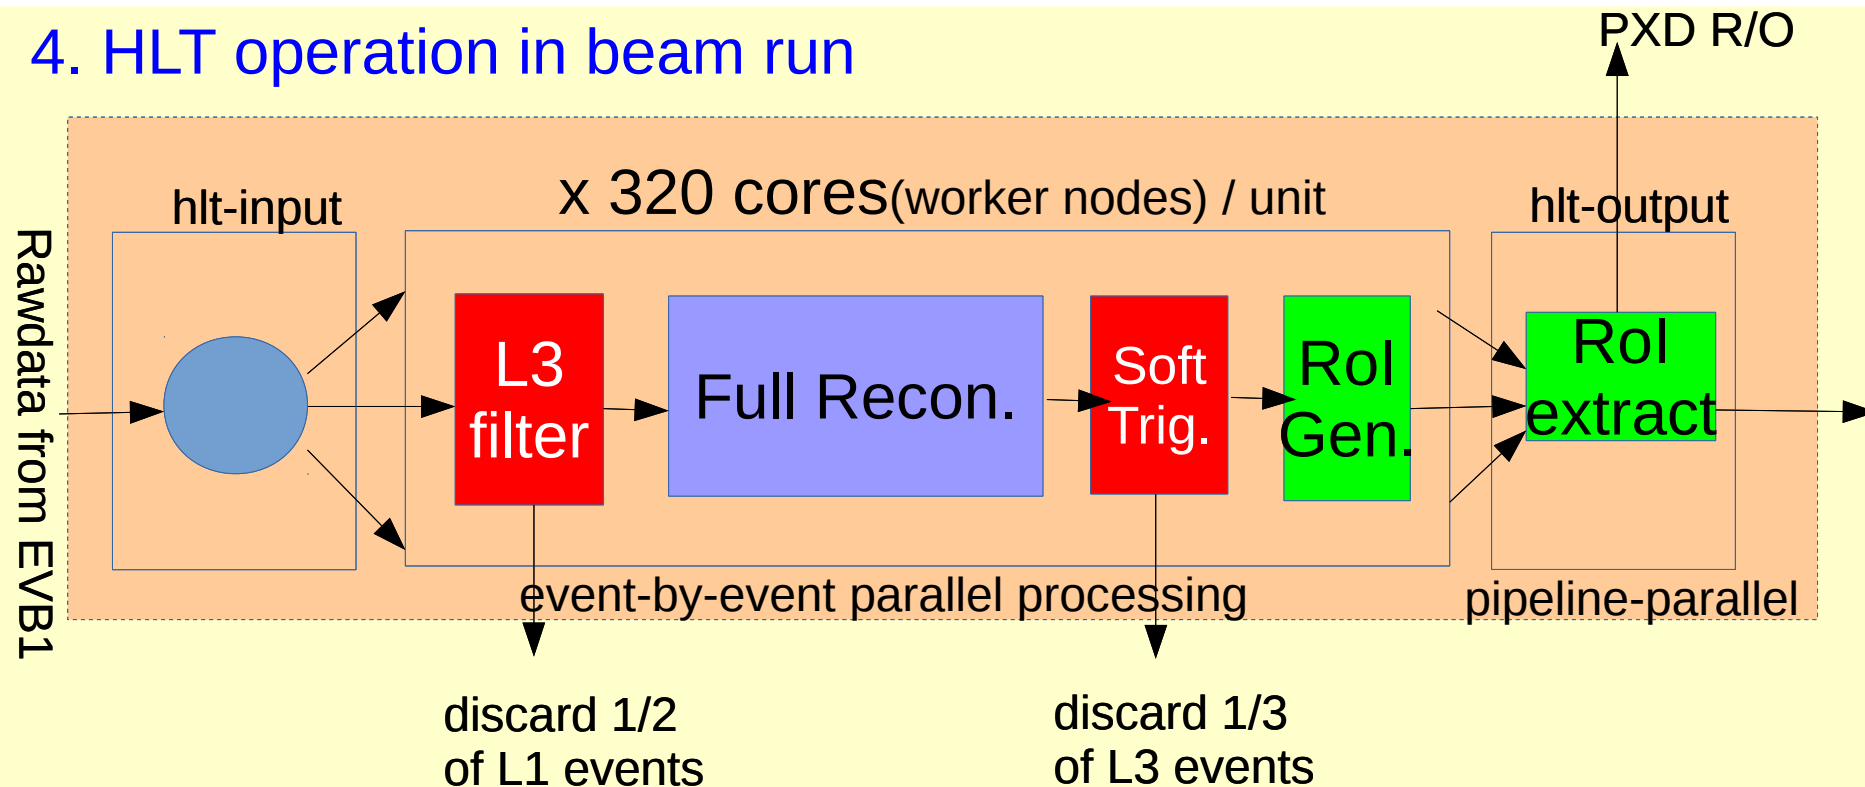 4. HLT operation in beam run
PXD R/O
x 320 cores(worker nodes) / unit
hlt-input
hlt-output
Rawdata from EVB1
L3
filter
Full Recon.
Soft
Trig.
RoI
Gen.
RoI
extract
event-by-event parallel processing
pipeline-parallel
discard 1/2
of L1 events
discard 1/3
of L3 events